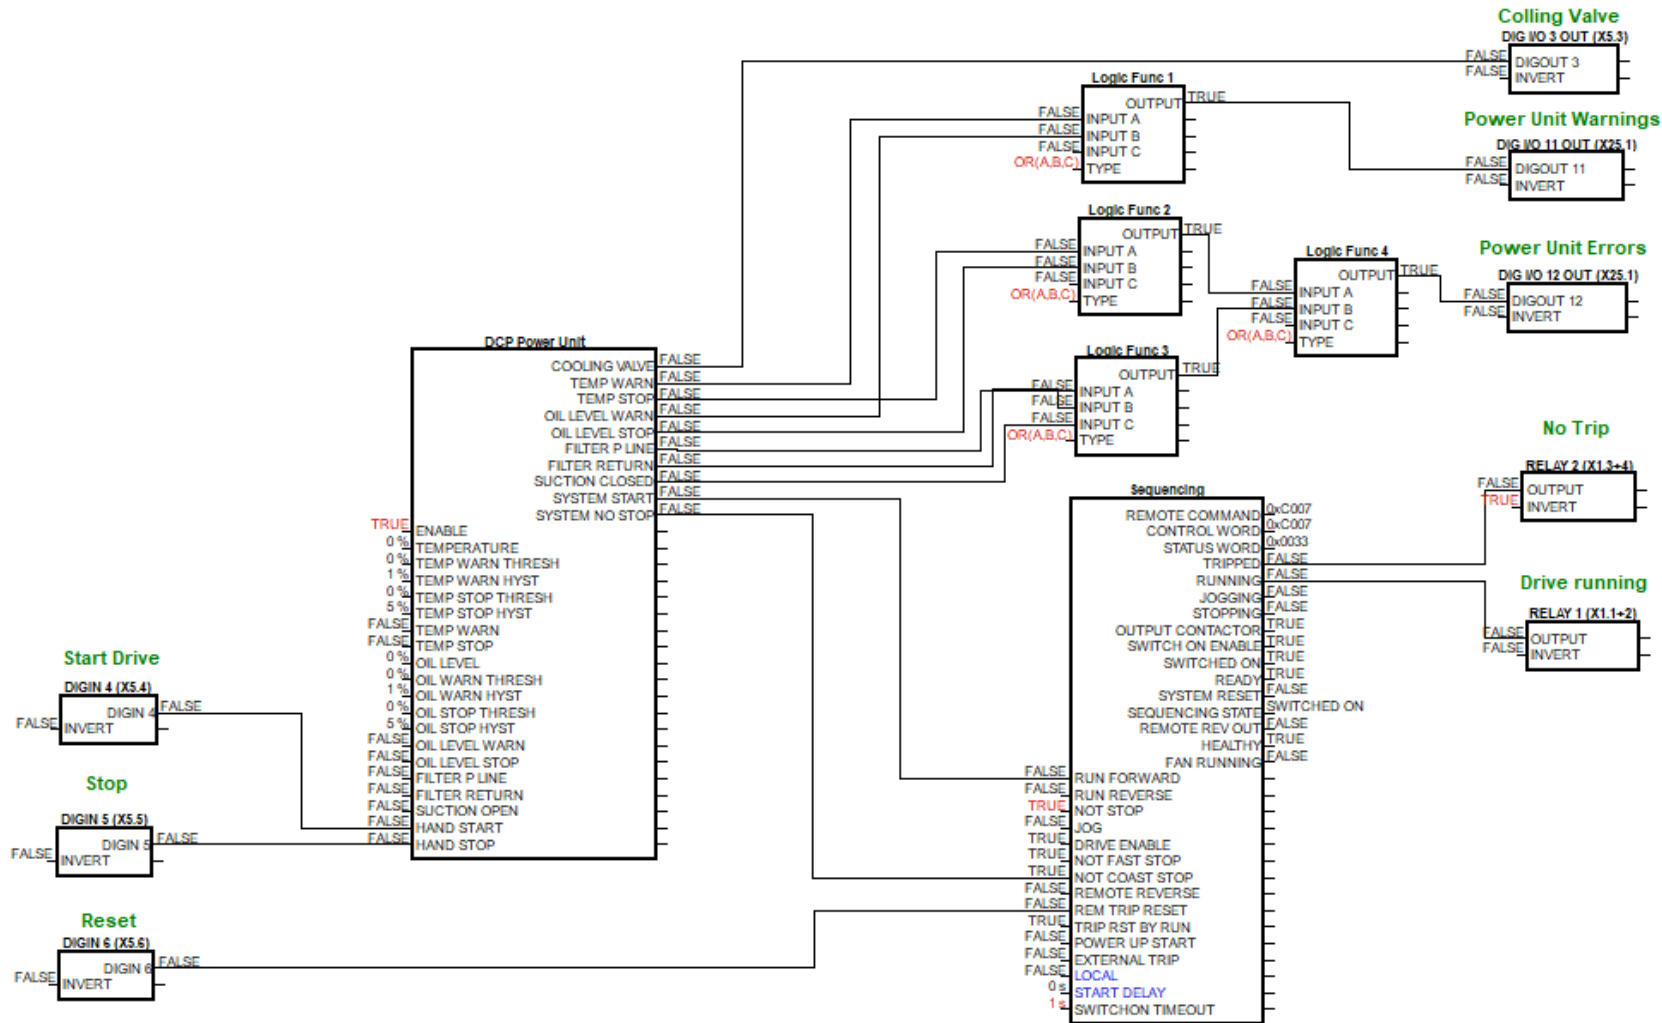 Colling Valve
DIG I/O 3 OUT (X5.3)
FALSE DIGOUT 3
FALSE INVERT
Logic Func 1
OUTPUT TRUE
FALSE INPUT A
FALSE INPUT B
FALSE INPUT C
OR(A,B,C) TYPE
Power Unit Warnings
DIG I/O 11 OUT (X25.1)
FALSE DIGOUT 11
FALSE INVERT
Logic Func 2
OUTPUT TRUE
FALSE INPUT A
FALSE INPUT B
FALSE INPUT C
OR(A,B,C) TYPE
Logic Func 4
OUTPUT TRUE
FALSE INPUT A
FALSE INPUT B
FALSE INPUT C
OR(A,B,C) TYPE
Power Unit Errors
DIG I/O 12 OUT (X25.1)
FALSE DIGOUT 12
FALSE INVERT
Logic Func 3
OUTPUT TRUE
FALSE INPUT A
FALSE INPUT B
FALSE INPUT C
OR(A,B,C) TYPE
DCP Power Unit
COOLING VALVE FALSE
TEMP WARN FALSE
TEMP STOP FALSE
OIL LEVEL WARN FALSE
OIL LEVEL STOP FALSE
FILTER P LINE FALSE
FILTER RETURN FALSE
SUCTION CLOSED FALSE
SYSTEM START FALSE
SYSTEM NO STOP FALSE
TRUE ENABLE
0 % TEMPERATURE
0 % TEMP WARN THRESH
1 % TEMP WARN HYST
0 % TEMP STOP THRESH
5 % TEMP STOP HYST
FALSE TEMP WARN
FALSE TEMP STOP
0 % OIL LEVEL
0 % OIL WARN THRESH
1 % OIL WARN HYST
0 % OIL STOP THRESH
5 % OIL STOP HYST
FALSE OIL LEVEL WARN
FALSE OIL LEVEL STOP
FALSE FILTER P LINE
FALSE FILTER RETURN
FALSE SUCTION OPEN
FALSE HAND START
FALSE HAND STOP
Start Drive
DIGIN 4 (X5.4)
DIGIN 4 FALSE
FALSE INVERT
Stop
DIGIN 5 (X5.5)
DIGIN 5 FALSE
FALSE INVERT
Reset
DIGIN 6 (X5.6)
DIGIN 6 FALSE
FALSE INVERT
Sequencing
REMOTE COMMAND 0xC007
CONTROL WORD 0xC007
STATUS WORD 0x0033
TRIPPED FALSE
RUNNING FALSE
JOGGING FALSE
STOPPING FALSE
OUTPUT CONTACTOR TRUE
SWITCH ON ENABLE TRUE
SWITCHED ON TRUE
READY TRUE
SYSTEM RESET FALSE
SEQUENCING STATE SWITCHED ON
REMOTE REV OUT FALSE
HEALTHY TRUE
FAN RUNNING FALSE
FALSE RUN FORWARD
FALSE RUN REVERSE
TRUE NOT STOP
FALSE JOG
TRUE DRIVE ENABLE
TRUE NOT FAST STOP
TRUE NOT COAST STOP
FALSE REMOTE REVERSE
FALSE REM TRIP RESET
TRUE TRIP RST BY RUN
FALSE POWER UP START
FALSE EXTERNAL TRIP
FALSE LOCAL
0 s START DELAY
1 s SWITCHON TIMEOUT
No Trip
RELAY 2 (X1.3+4)
FALSE OUTPUT
TRUE INVERT
Drive running
RELAY 1 (X1.1+2)
FALSE OUTPUT
FALSE INVERT